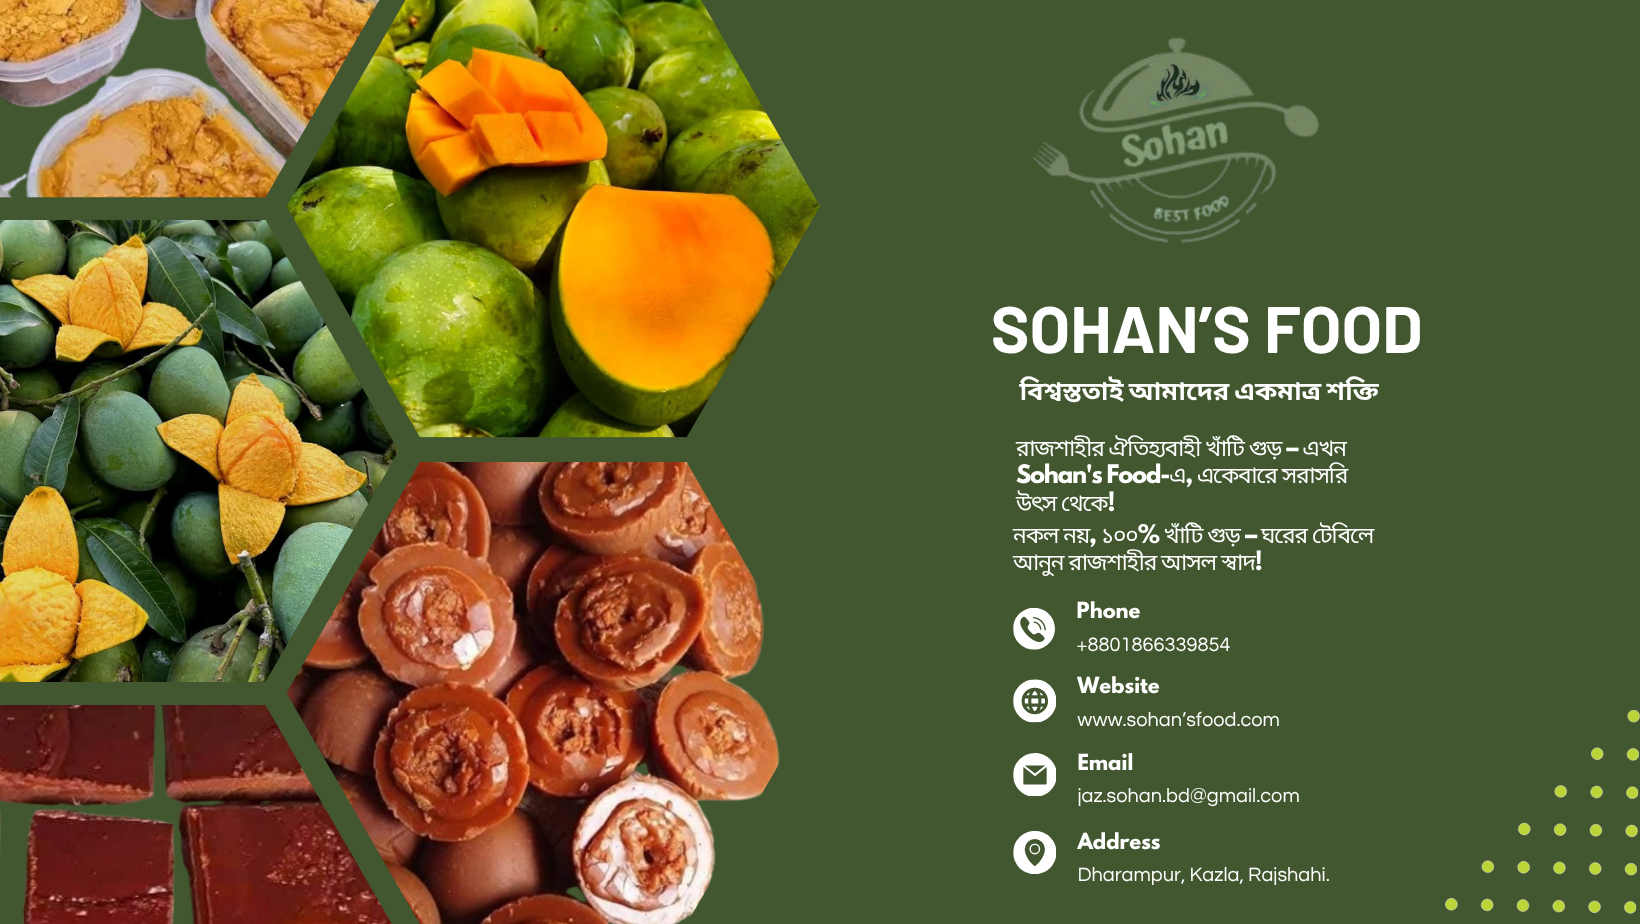 Sohan
BEST FOOD
SOHAN’S FOOD
বিশ্বস্ততাই আমাদের একমাত্র শক্তি
রাজশাহীর ঐতিহ্যবাহী খাঁটি গুড় – এখন
Sohan's Food-এ, একেবারে সরাসরি
উৎস থেকে!
নকল নয়, ১০০% খাঁটি গুড় – ঘরের টেবিলে
আনুন রাজশাহীর আসল স্বাদ!
Phone
+8801866339854
Website
www.sohan’sfood.com
Email
jaz.sohan.bd@gmail.com
Address
Dharampur, Kazla, Rajshahi.